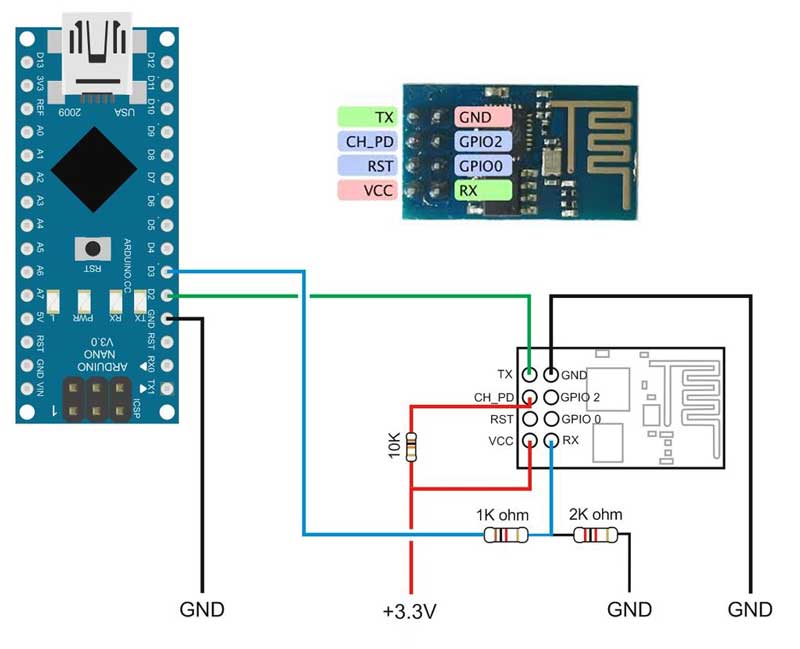 D13
3V3
REF
A0
A1
A2
A3
A4
A5
A6
A7
5V
RST
GND
VIN
D12
D11
D10
D9
D8
D7
D6
D5
D4
D3
D2
GND
RST
RX0
TX1
2009
USA
RST
ARDUINO.CC
L
PWR
RX
TX
ARDUINO
NANO
V3.0
ICSP
1
TX GND
CH_PD GPIO2
RST GPIO0
VCC RX
TX GND
CH_PD GPIO 2
RST GPIO 0
VCC RX
10K
1K ohm 2K ohm
GND +3.3V GND GND